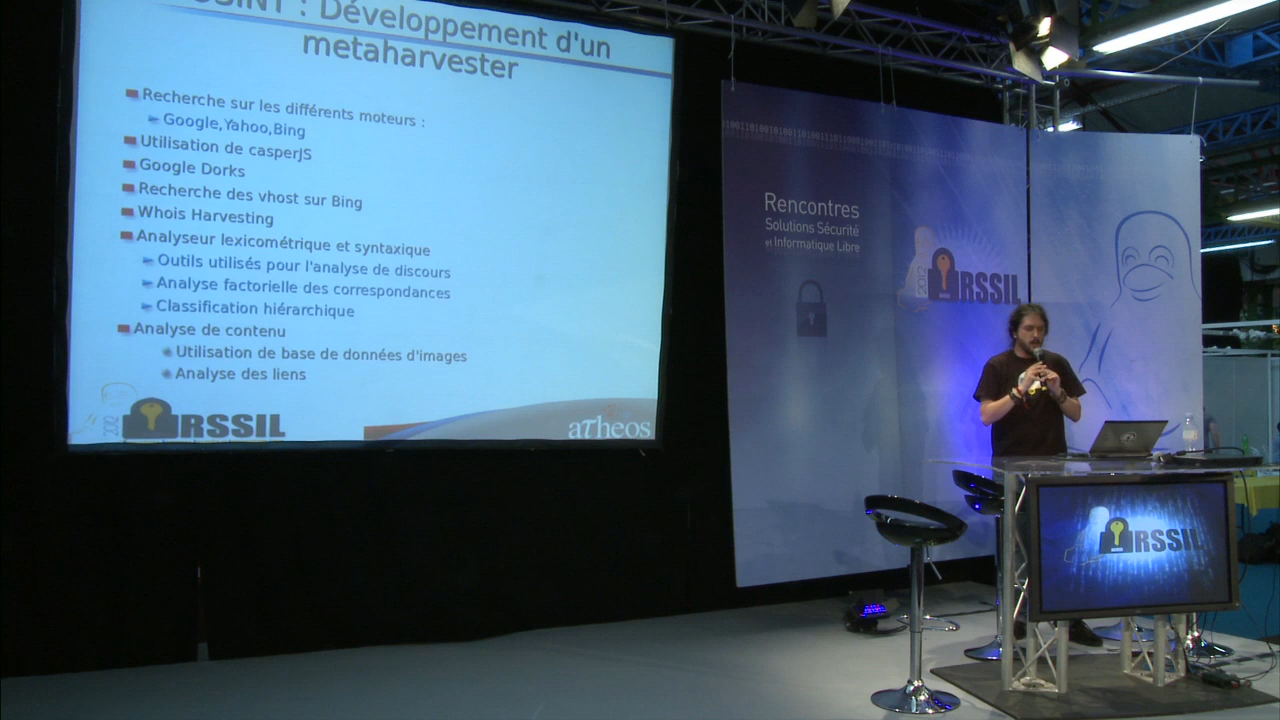 OSINT : Développement d'un
metaharvester
Recherche sur les différents moteurs :
Google,Yahoo,Bing
Utilisation de casperJS
Google Dorks
Recherche des vhost sur Bing
Whois Harvesting
Analyseur lexicométrique et syntaxique
Outils utilisés pour l'analyse de discours
Analyse factorielle des correspondances
Classification hiérarchique
Analyse de contenu
Utilisation de base de données d'images
Analyse des liens
2012 RSSIL
atheos
Rencontres
Solutions Sécurité
et Informatique Libre
2012 RSSIL
RSSIL